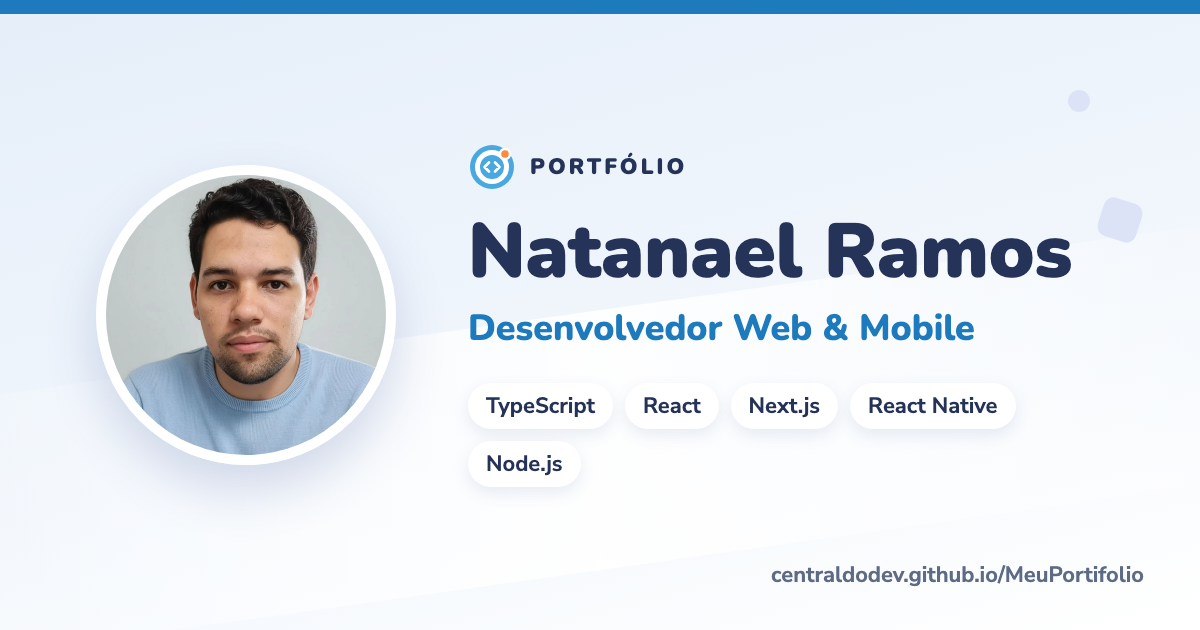 PORTFÓLIO
Natanael Ramos
Desenvolvedor Web & Mobile
TypeScript React Next.js React Native
Node.js
centraldodev.github.io/MeuPortifolio